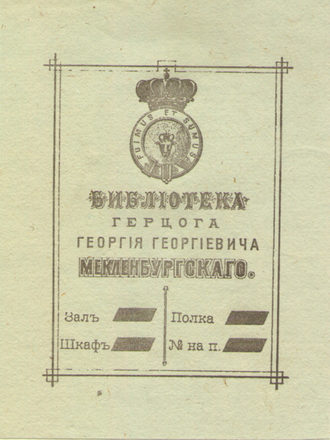 FUIMUS ET SUMUS
БИБЛІОТЕКА
ГЕРЦОГА
ГЕОРГІЯ ГЕОРГІЕВИЧА
МЕКЛЕНБУРГСКАГО.
Залъ Полка
Шкафъ № на п.